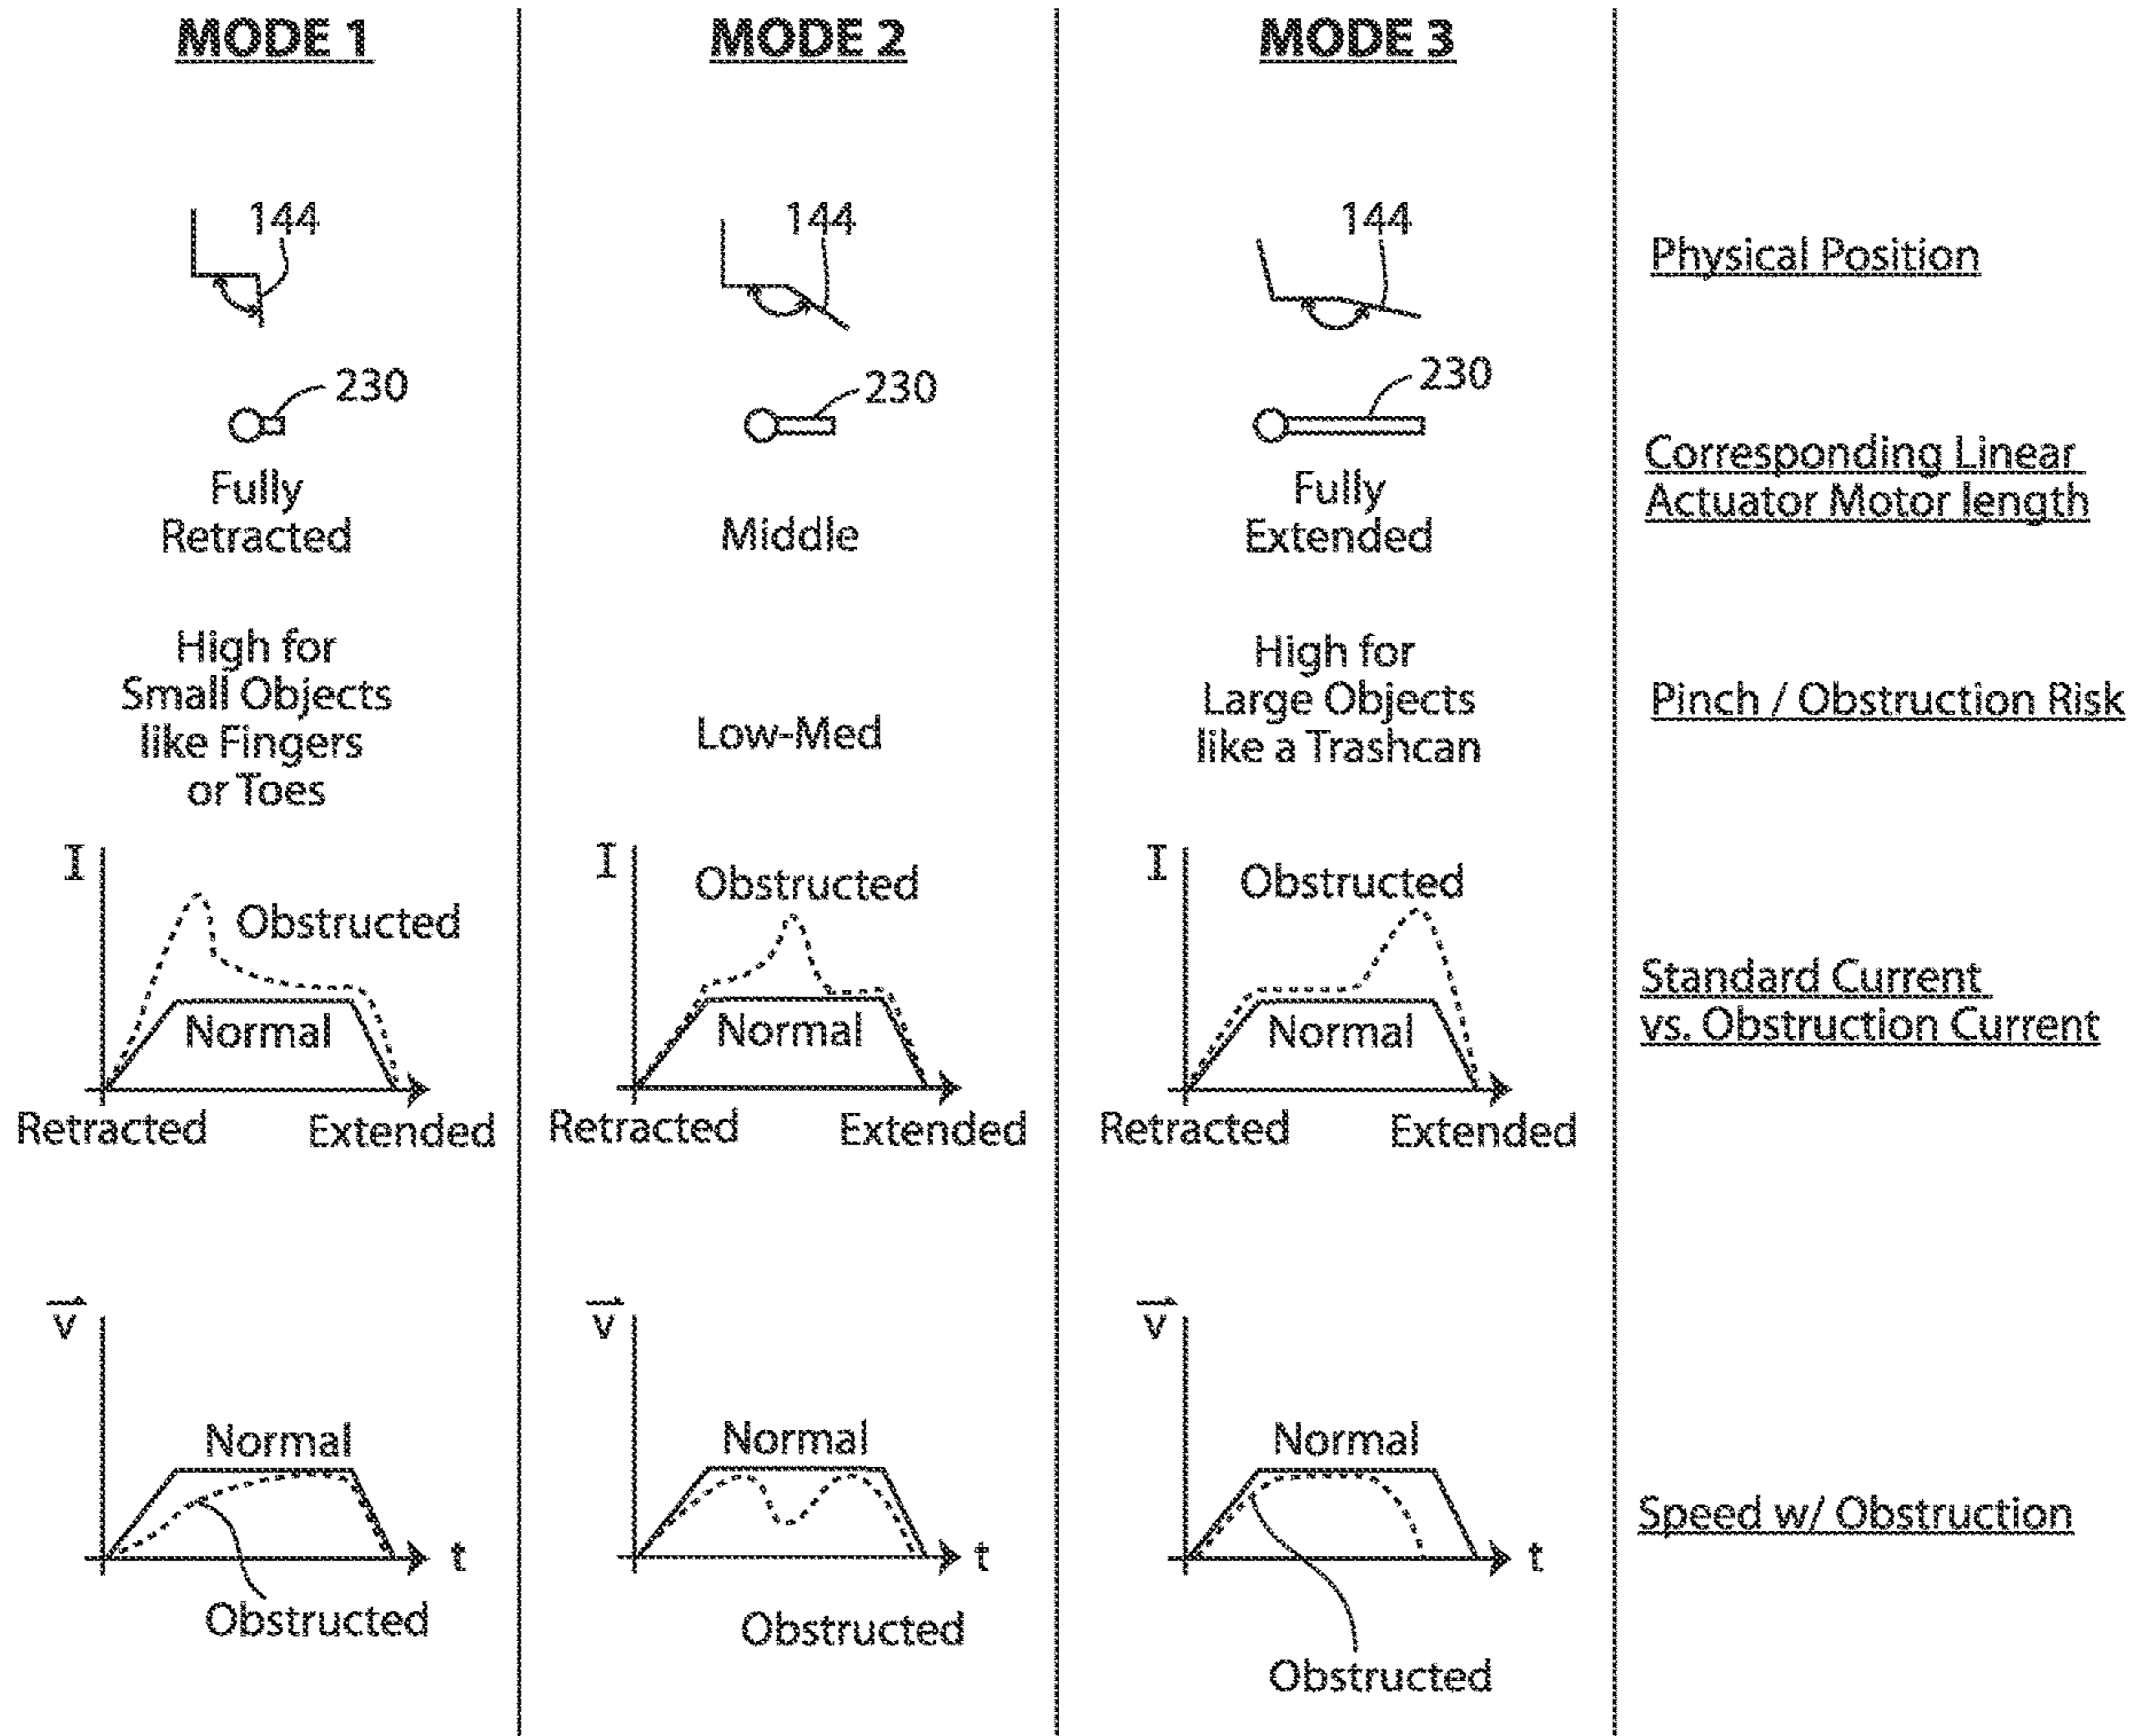 MODE 1
MODE 2
MODE 3
144
144
144
Physical Position
230
230
230
Fully
Retracted
Middle
Fully
Extended
Corresponding Linear
Actuator Motor length
High for
Small Objects
like Fingers
or Toes
Low-Med
High for
Large Objects
like a Trashcan
Pinch / Obstruction Risk
I
Obstructed
Normal
Retracted
Extended
I
Obstructed
Normal
Retracted
Extended
I
Obstructed
Normal
Retracted
Extended
Standard Current
vs. Obstruction Current
v
Normal
t
Obstructed
v
Normal
t
Obstructed
v
Normal
t
Obstructed
Speed w/ Obstruction